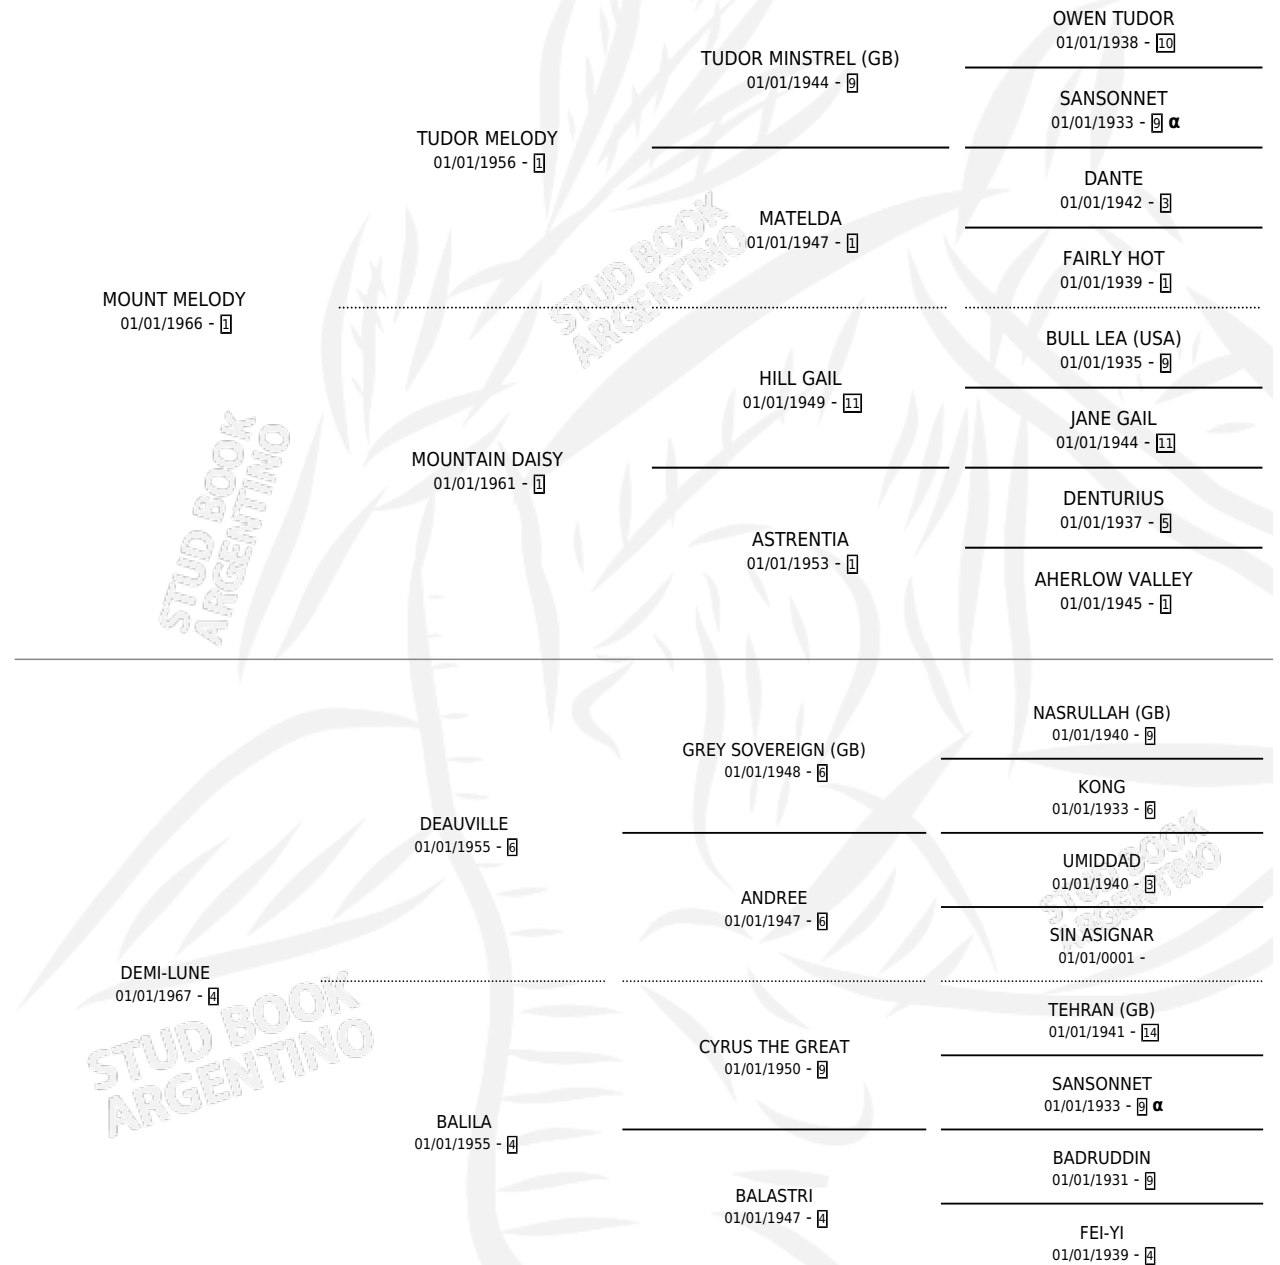 OWEN TUDOR
01/01/1938 - 10
TUDOR MINSTREL (GB)
01/01/1944 - 9
SANSONNET
01/01/1933 - 9 α
TUDOR MELODY
01/01/1956 - 1
DANTE
01/01/1942 - 3
MATELDA
01/01/1947 - 1
FAIRLY HOT
01/01/1939 - 1
MOUNT MELODY
01/01/1966 - 1
BULL LEA (USA)
01/01/1935 - 9
HILL GAIL
01/01/1949 - 11
JANE GAIL
01/01/1944 - 11
MOUNTAIN DAISY
01/01/1961 - 1
DENTURIUS
01/01/1937 - 5
ASTRENTIA
01/01/1953 - 1
AHERLOW VALLEY
01/01/1945 - 1
NASRULLAH (GB)
01/01/1940 - 9
GREY SOVEREIGN (GB)
01/01/1948 - 6
KONG
01/01/1933 - 6
DEAUVILLE
01/01/1955 - 6
UMIDDAD
01/01/1940 - 3
ANDREE
01/01/1947 - 6
SIN ASIGNAR
01/01/0001 -
DEMI-LUNE
01/01/1967 - 4
TEHRAN (GB)
01/01/1941 - 14
CYRUS THE GREAT
01/01/1950 - 9
SANSONNET
01/01/1933 - 9 α
BALILA
01/01/1955 - 4
BADRUDDIN
01/01/1931 - 9
BALASTRI
01/01/1947 - 4
FEI-YI
01/01/1939 - 4
STUD BOOK
ARGENTINO
STUD BOOK
ARGENTINO
STUD BOOK
ARGENTINO
STUD BOOK
ARGENTINO